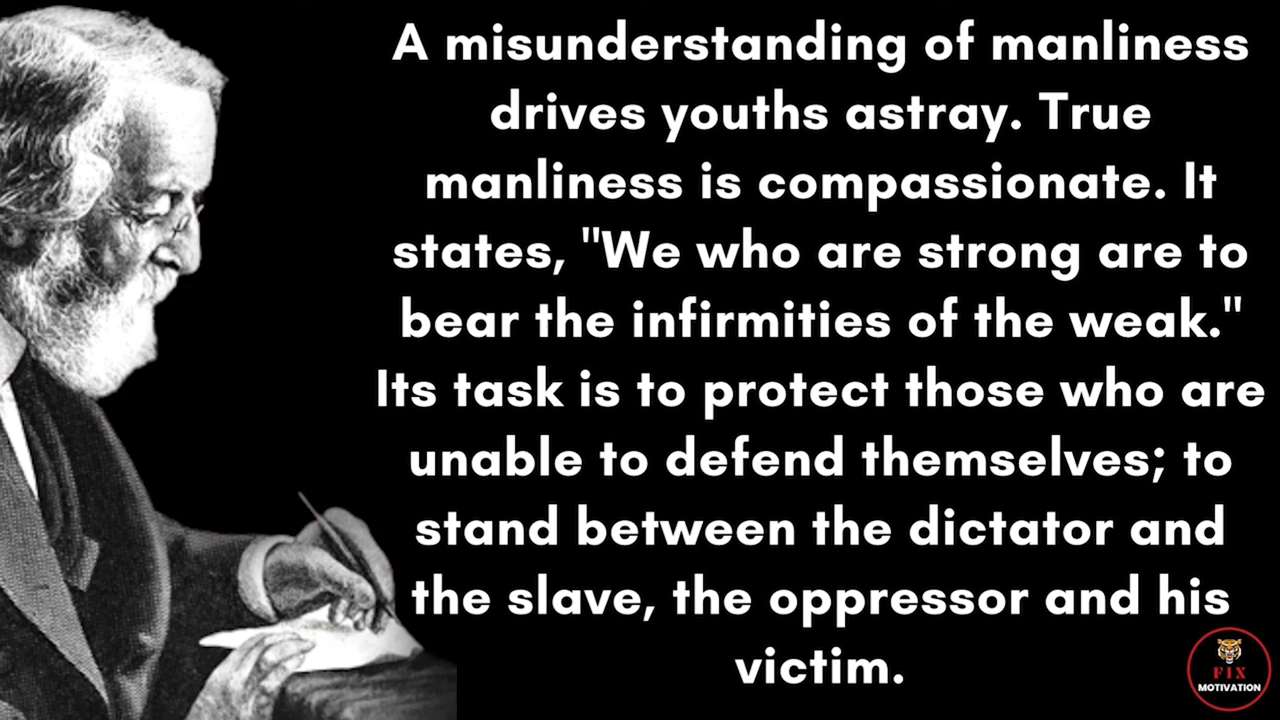 A misunderstanding of manliness
drives youths astray. True
manliness is compassionate. It
states, "We who are strong are to
bear the infirmities of the weak."
Its task is to protect those who are
unable to defend themselves; to
stand between the dictator and
the slave, the oppressor and his
victim.
FIX
MOTIVATION